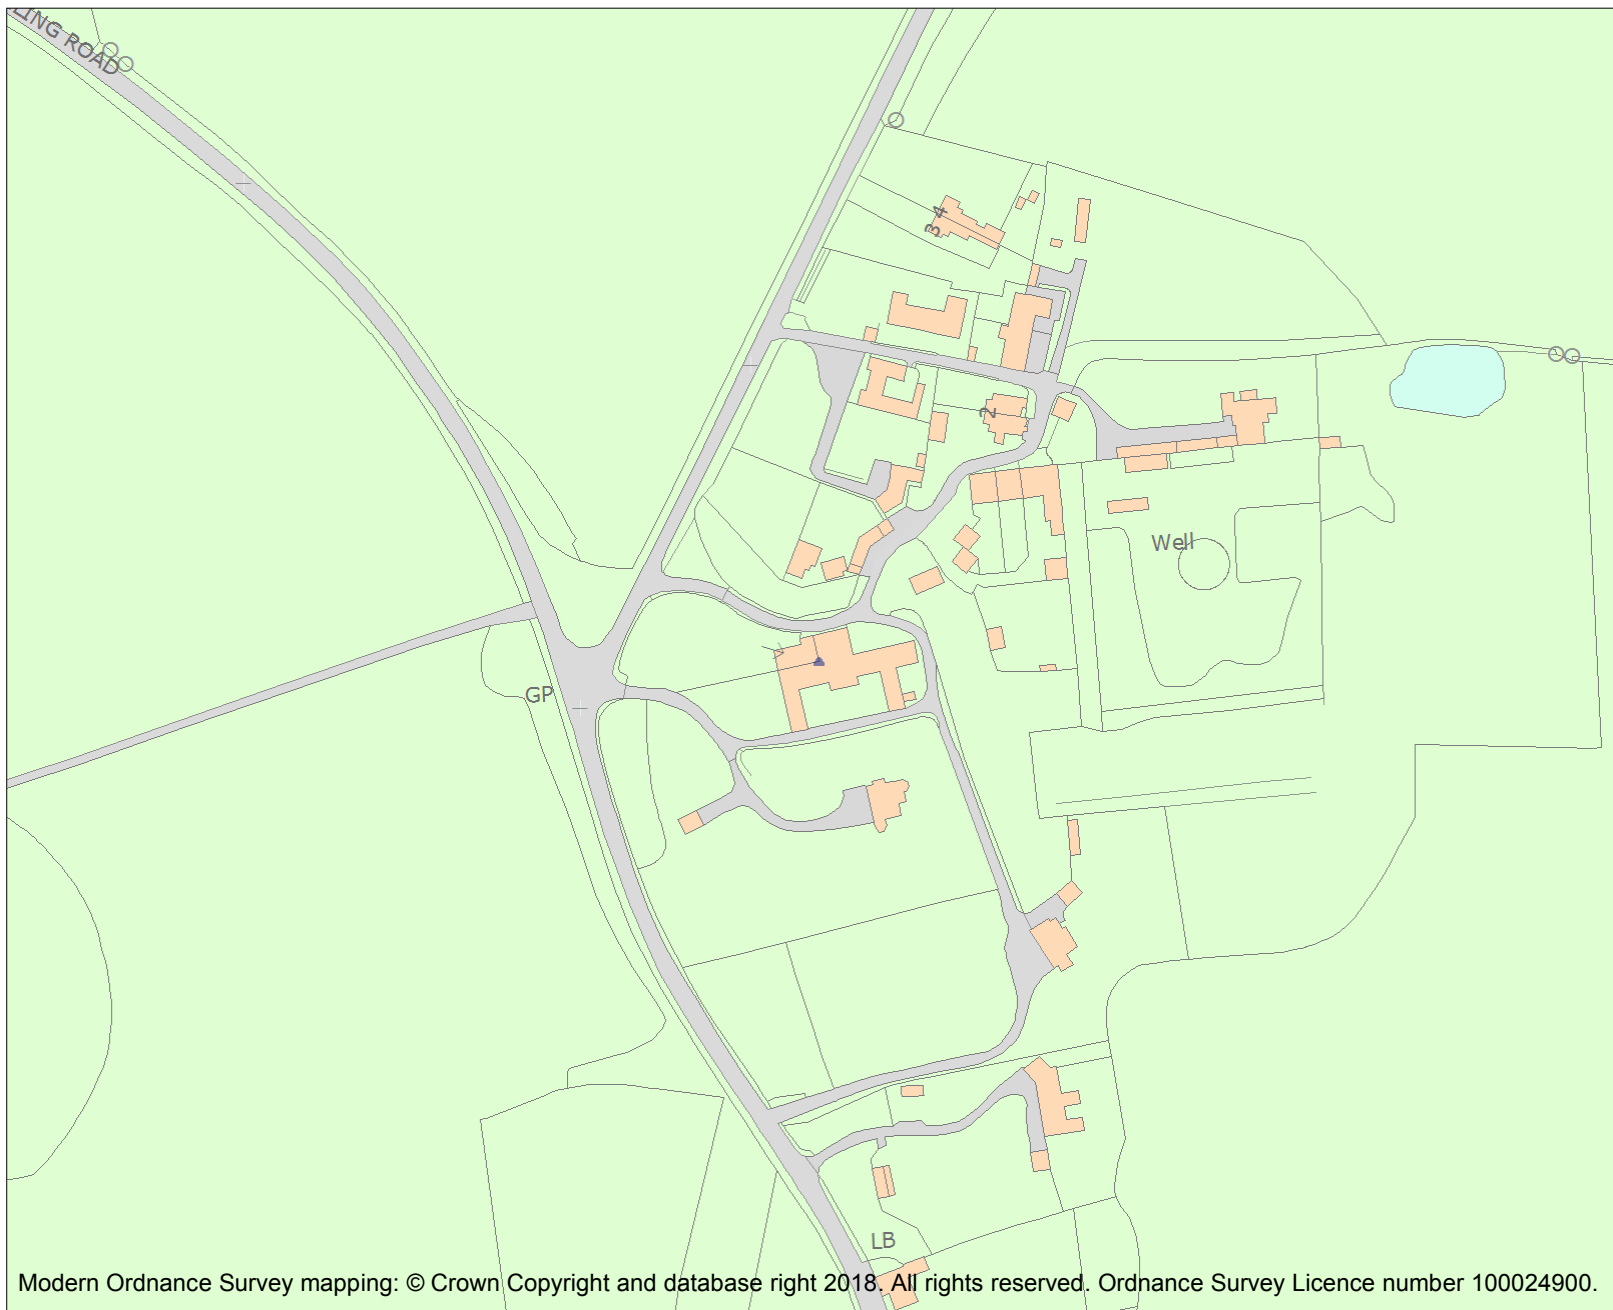 LING ROAD
3 4
2
Well
GP
LB
Modern Ordnance Survey mapping: © Crown Copyright and database right 2018. All rights reserved. Ordnance Survey Licence number 100024900.